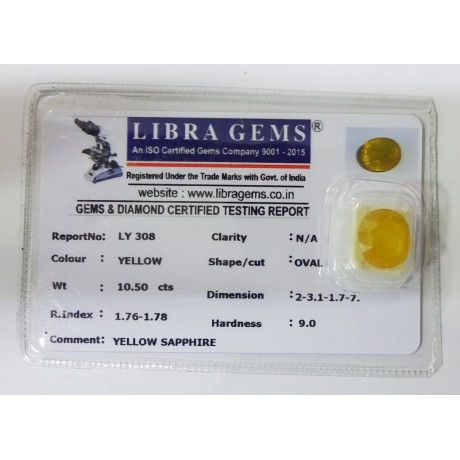 LIBRA GEMS®
An ISO Certified Gems Company 9001 - 2015
Registered Under the Trade Marks with Govt. of India
website : www.libragems.co.in
GEMS & DIAMOND CERTIFIED TESTING REPORT
ReportNo: LY 308 Clarity : N/A
Colour : YELLOW Shape/cut : OVAL
Wt : 10.50 cts Dimension : 2-3.1-1.7-7.
R.Index : 1.76-1.78 Hardness : 9.0
Comment: YELLOW SAPPHIRE